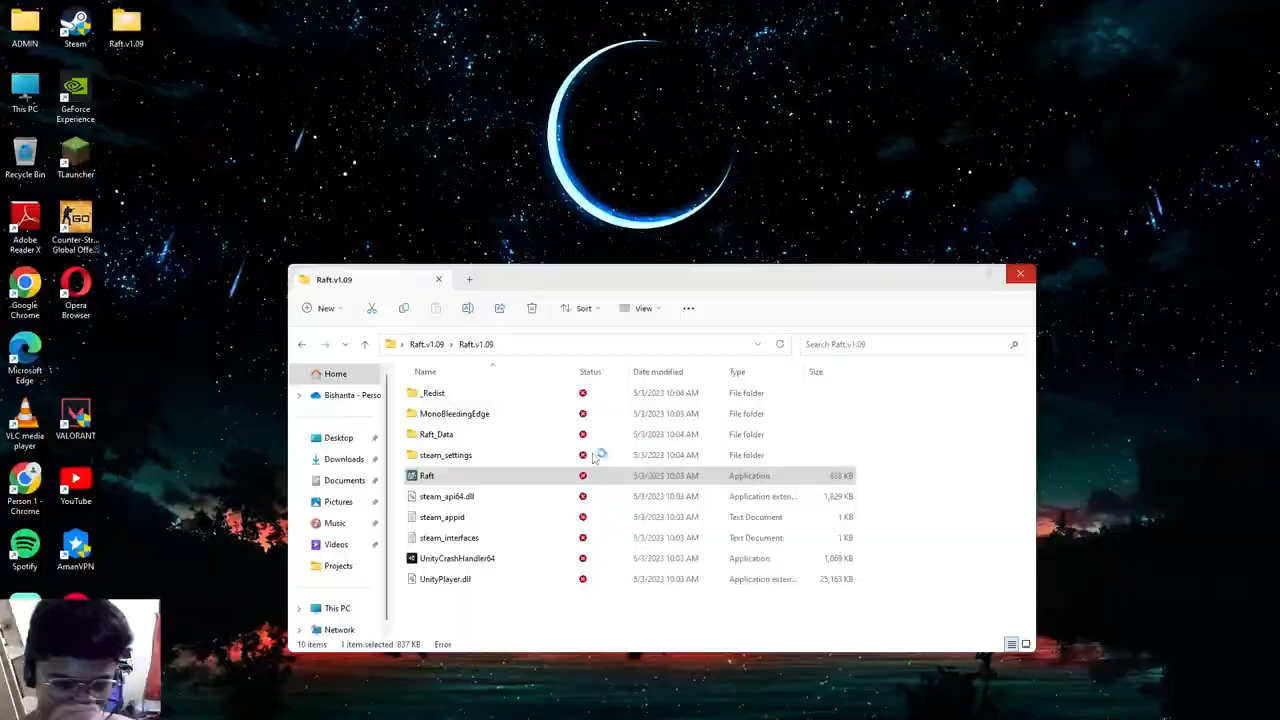 ADMIN
Steam
Raft.v1.09
This PC
GeForce
Experience
Recycle Bin
TLauncher
Adobe
Reader X
Counter-Str...
Global Offe...
Google
Chrome
Opera
Browser
Microsoft
Edge
VLC media
player
VALORANT
Person 1 -
Chrome
YouTube
Spotify
AmanVPN
Raft.v1.09
New
Sort
View
Raft.v1.09 > Raft.v1.09
Search Raft.v1.09
Name Status Date modified Type Size
Home
Bishanta - Perso
Desktop
Downloads
Documents
Pictures
Music
Videos
Projects
This PC
Network
_Redist 5/3/2023 10:04 AM File folder
MonoBleedingEdge 5/3/2023 10:03 AM File folder
Raft_Data 5/3/2023 10:04 AM File folder
steam_settings 5/3/2023 10:04 AM File folder
Raft 5/3/2023 10:03 AM Application KB
steam_api64.dll 5/3/2023 10:03 AM Application exten... 1,829 KB
steam_appid 5/3/2023 10:03 AM Text Document 1 KB
steam_interfaces 5/3/2023 10:03 AM Text Document 1 KB
UnityCrashHandler64 5/3/2023 10:03 AM Application 1,069 KB
UnityPlayer.dll 5/3/2023 10:03 AM Application exten... 25,163 KB
10 items 1 item selected 837 KB Error